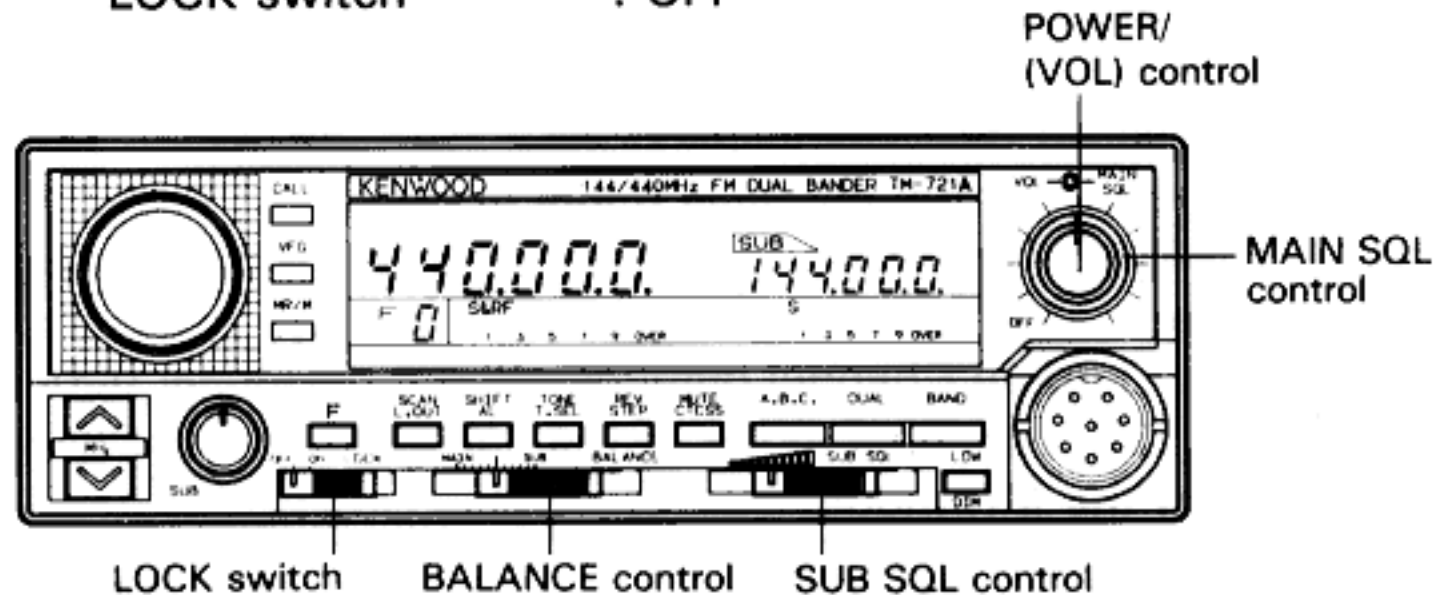 LOCK switch : OFF
POWER/
(VOL) control
CALL
KENWOOD 144/440MHz FM DUAL BANDER TM-721A
VOL MAIN
SQL
VFO
440.000. SUB 144.000.
MAIN SQL
control
MR/M
F 0 S&RF S
1 3 5 7 9 OVER 1 3 5 7 9 OVER
OFF
F SCAN SHIFT TONE REV MUTE A.B.C. DUAL BAND
L.OUT T.SEL STEP CTCSS
OFF ON MAIN SUB BALANCE SUB SQL LOW
SUB
DIM
LOCK switch BALANCE control SUB SQL control